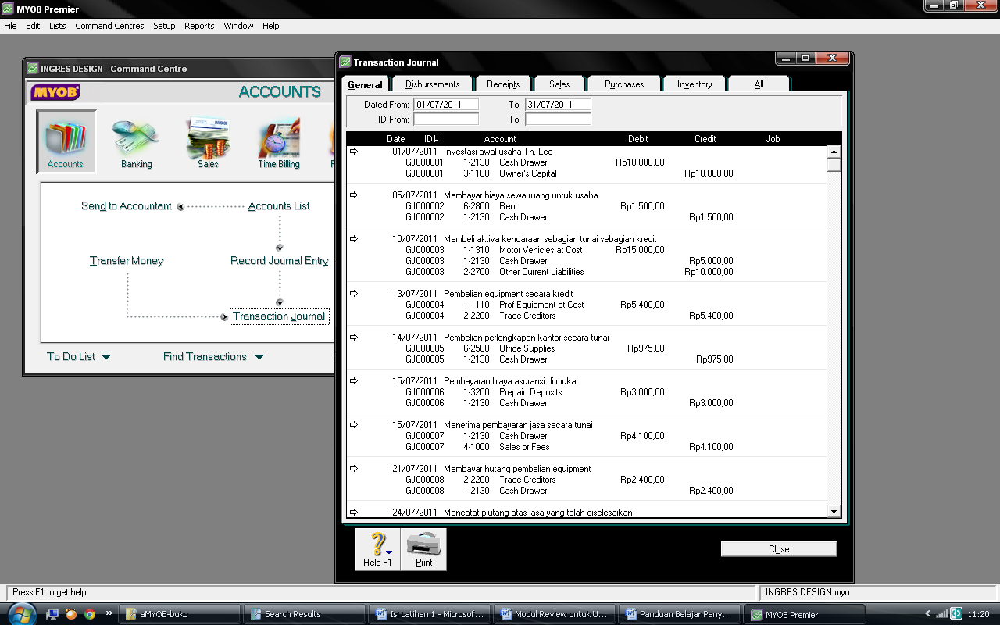 MYOB Premier
File Edit Lists Command Centres Setup Reports Window Help
INGRES DESIGN - Command Centre
MYOB ACCOUNTS
Accounts Banking Sales Time Billing
Send to Accountant Accounts List
Transfer Money Record Journal Entry
Transaction Journal
To Do List Find Transactions
Transaction Journal
General Disbursements Receipts Sales Purchases Inventory All
Dated From: 01/07/2011 To: 31/07/2011
ID From: To:
Date ID# Account Debit Credit Job
01/07/2011 Investasi awal usaha Tn. Leo
GJ000001 1-2130 Cash Drawer Rp18.000,00
GJ000001 3-1100 Owner's Capital Rp18.000,00
05/07/2011 Membayar biaya sewa ruang untuk usaha
GJ000002 6-2800 Rent Rp1.500,00
GJ000002 1-2130 Cash Drawer Rp1.500,00
10/07/2011 Membeli aktiva kendaraan sebagian tunai sebagian kredit
GJ000003 1-1310 Motor Vehicles at Cost Rp15.000,00
GJ000003 1-2130 Cash Drawer Rp5.000,00
GJ000003 2-2700 Other Current Liabilities Rp10.000,00
13/07/2011 Pembelian equipment secara kredit
GJ000004 1-1110 Prof Equipment at Cost Rp5.400,00
GJ000004 2-2200 Trade Creditors Rp5.400,00
14/07/2011 Pembelian perlengkapan kantor secara tunai
GJ000005 6-2500 Office Supplies Rp975,00
GJ000005 1-2130 Cash Drawer Rp975,00
15/07/2011 Pembayaran biaya asuransi di muka
GJ000006 1-3200 Prepaid Deposits Rp3.000,00
GJ000006 1-2130 Cash Drawer Rp3.000,00
15/07/2011 Menerima pembayaran jasa secara tunai
GJ000007 1-2130 Cash Drawer Rp4.100,00
GJ000007 4-1000 Sales or Fees Rp4.100,00
21/07/2011 Membayar hutang pembelian equipment
GJ000008 2-2200 Trade Creditors Rp2.400,00
GJ000008 1-2130 Cash Drawer Rp2.400,00
24/07/2011 Mencatat piutang atas jasa yang telah diselesaikan
Help F1 Print Close
Press F1 to get help. INGRES DESIGN.myo
aMYOB-buku Search Results Isi Latihan 1 - Microsof... Modul Review untuk U... Panduan Belajar Peny... MYOB Premier 11:20